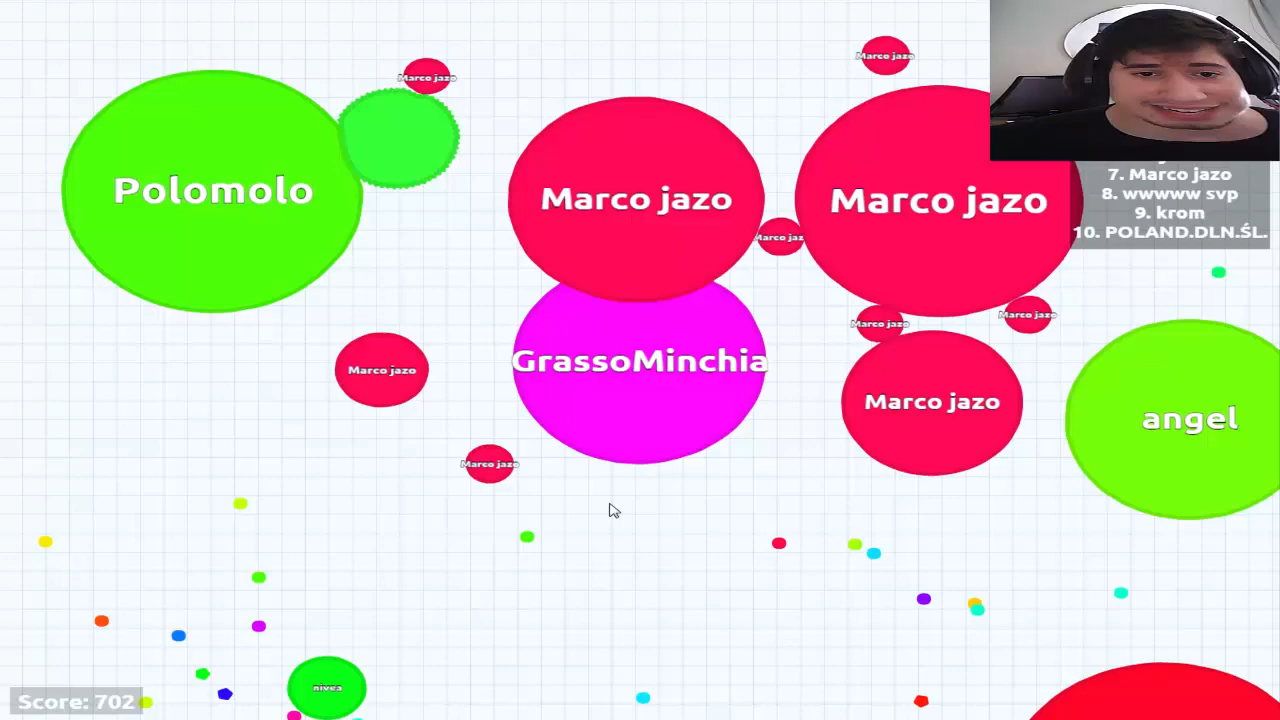 Marco jazo
Marco jazo
Polomolo
Marco jazo
Marco jazo
Marco jaz
7. Marco jazo
8. wwwww svp
9. krom
10. POLAND.DLN.ŚL.
Marco jazo
Marco jazo
GrassoMinchia
Marco jazo
Marco jazo
angel
Marco jazo
nivea
Score: 702